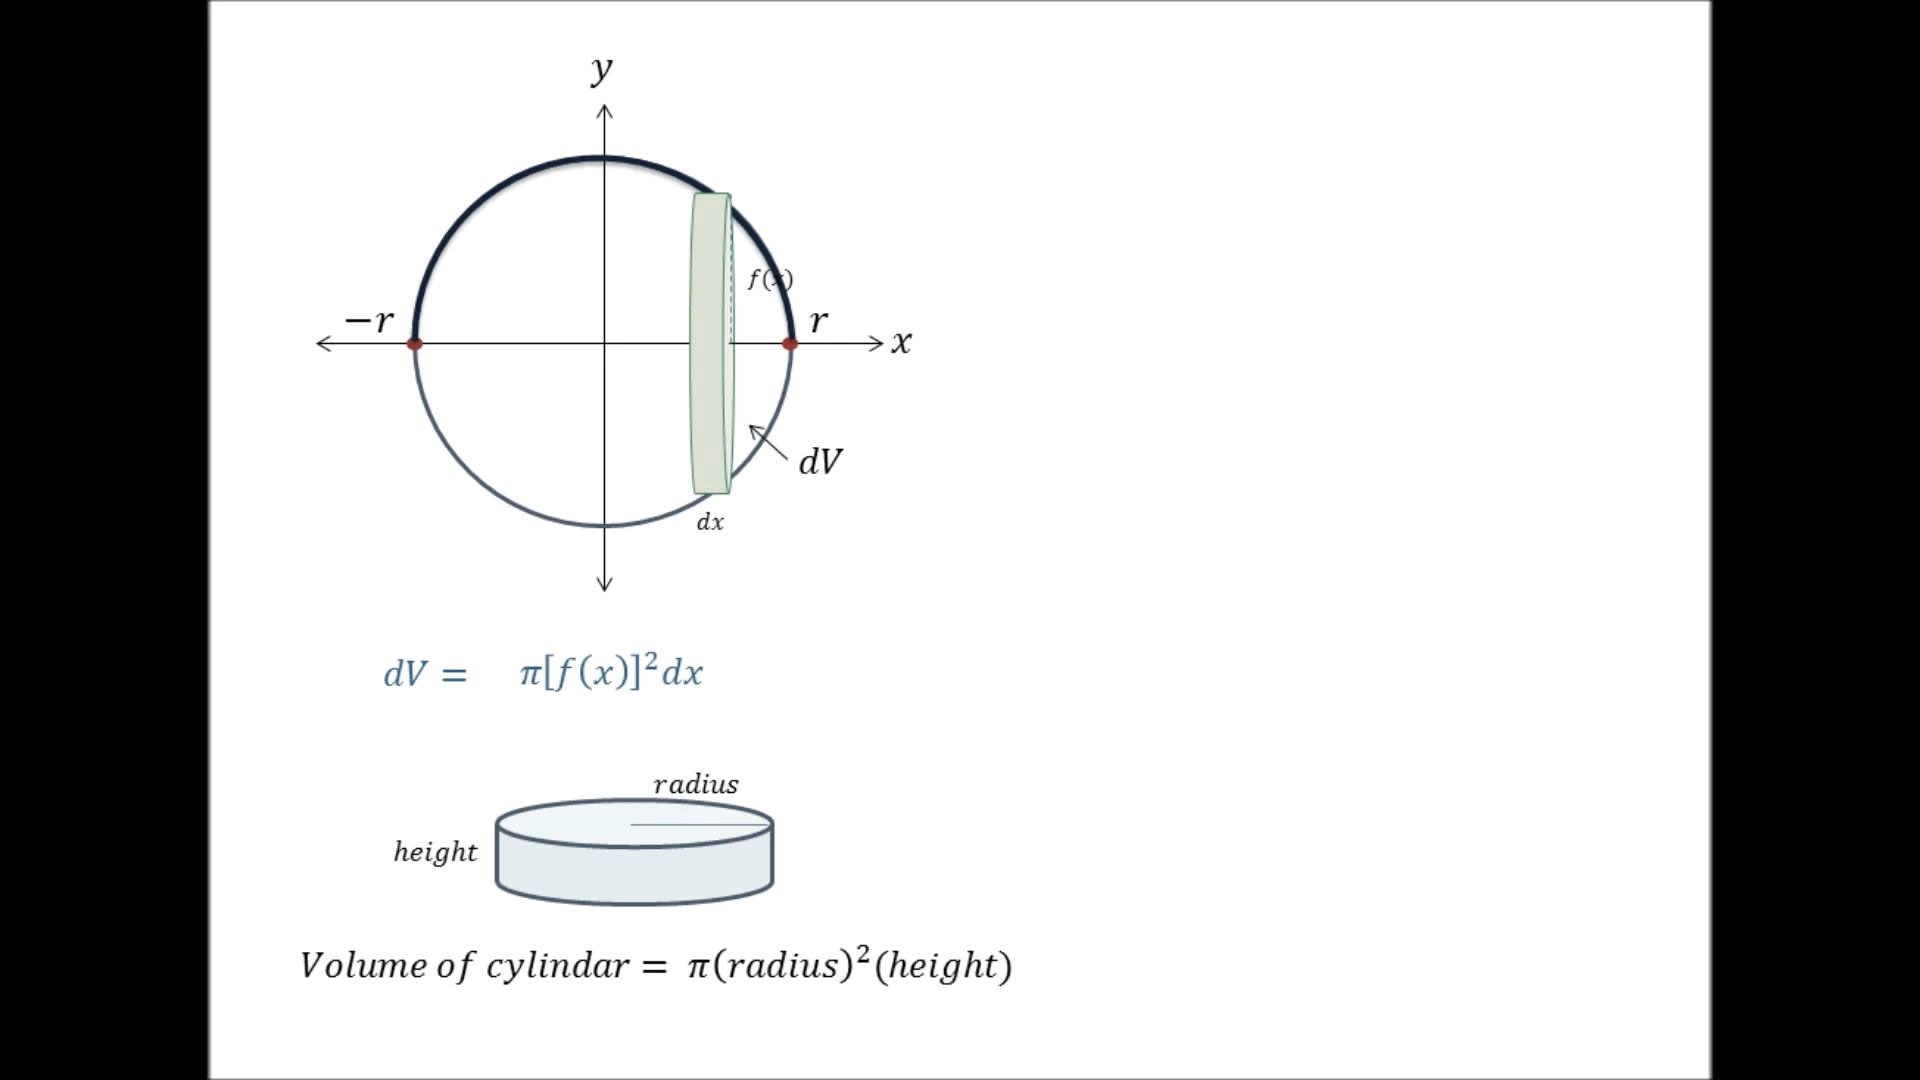 y
f(x)
−r
r
x
dV
dx
dV = π[f(x)]²dx
radius
height
Volume of cylindar = π(radius)²(height)